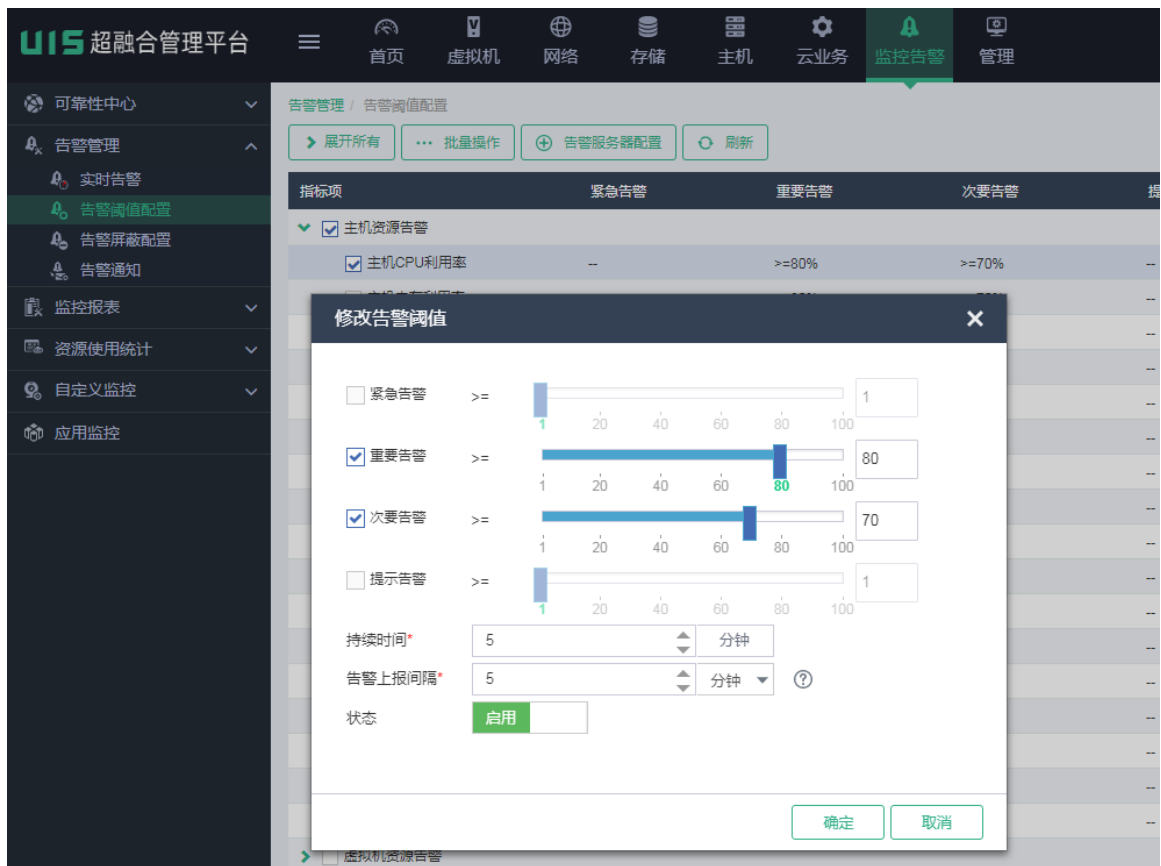 UIS 超融合管理平台
首页 虚拟机 网络 存储 主机 云业务 监控告警 管理
可靠性中心
告警管理
实时告警
告警阈值配置
告警屏蔽配置
告警通知
监控报表
资源使用统计
自定义监控
应用监控
告警管理 / 告警阈值配置
展开所有 ••• 批量操作 告警服务器配置 刷新
指标项 紧急告警 重要告警 次要告警
主机资源告警
主机CPU利用率 -- >=80% >=70% --
修改告警阈值
紧急告警 >= 1
1 20 40 60 80 100
重要告警 >= 80
1 20 40 60 80 100
次要告警 >= 70
1 20 40 60 80 100
提示告警 >= 1
1 20 40 60 80 100
持续时间* 5 分钟
告警上报间隔* 5 分钟 ?
状态 启用
确定 取消
虚拟机资源告警